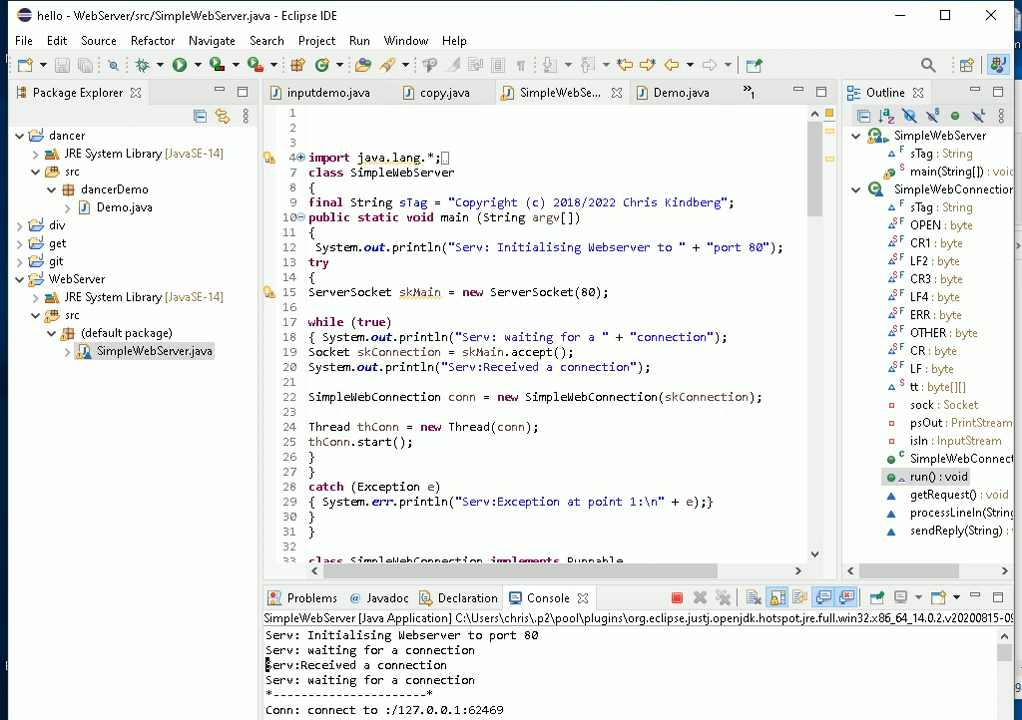 hello - WebServer/src/SimpleWebServer.java - Eclipse IDE
File Edit Source Refactor Navigate Search Project Run Window Help
Package Explorer
dancer
JRE System Library [JavaSE-14]
src
dancerDemo
Demo.java
div
get
git
WebServer
JRE System Library [JavaSE-14]
src
(default package)
SimpleWebServer.java
inputdemo.java copy.java SimpleWebSe... Demo.java »1
1
2
3
4 import java.lang.*;
7 class SimpleWebServer
8 {
9 final String sTag = "Copyright (c) 2018/2022 Chris Kindberg";
10 public static void main (String argv[])
11 {
12 System.out.println("Serv: Initialising Webserver to " + "port 80");
13 try
14 {
15 ServerSocket skMain = new ServerSocket(80);
16
17 while (true)
18 { System.out.println("Serv: waiting for a " + "connection");
19 Socket skConnection = skMain.accept();
20 System.out.println("Serv:Received a connection");
21
22 SimpleWebConnection conn = new SimpleWebConnection(skConnection);
23
24 Thread thConn = new Thread(conn);
25 thConn.start();
26 }
27 }
28 catch (Exception e)
29 { System.err.println("Serv:Exception at point 1:\n" + e);}
30 }
31 }
32
33 class SimpleWebConnection implements Runnable
Outline
SimpleWebServer
sTag : String
main(String[]) : voi
SimpleWebConnection
sTag : String
OPEN : byte
CR1 : byte
LF2 : byte
CR3 : byte
LF4 : byte
ERR : byte
OTHER : byte
CR : byte
LF : byte
tt : byte[][]
sock : Socket
psOut : PrintStream
isIn : InputStream
SimpleWebConnect
run() : void
getRequest() : void
processLineIn(String
sendReply(String) :
Problems Javadoc Declaration Console
SimpleWebServer [Java Application] C:\Users\chris\.p2\pool\plugins\org.eclipse.justj.openjdk.hotspot.jre.full.win32.x86_64_14.0.2.v20200815-09
Serv: Initialising Webserver to port 80
Serv: waiting for a connection
Serv:Received a connection
Serv: waiting for a connection
*----------------------*
Conn: connect to :/127.0.0.1:62469